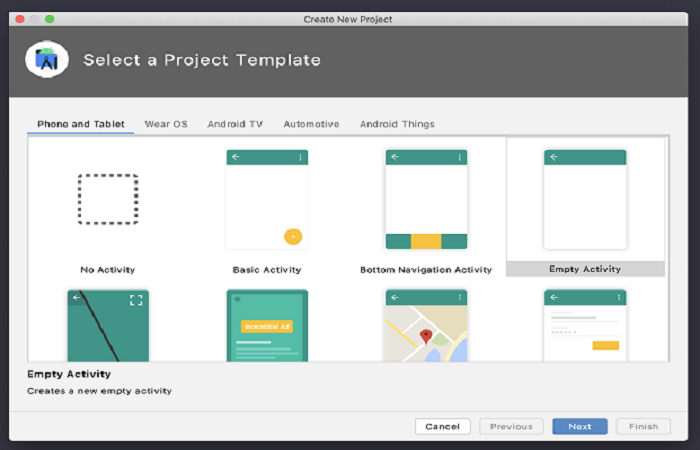 Create New Project
AI
Select a Project Template
Phone and Tablet Wear OS Android TV Automotive Android Things
No Activity Basic Activity Bottom Navigation Activity Empty Activity
Interstitial Ad
Empty Activity
Creates a new empty activity
Cancel Previous Next Finish